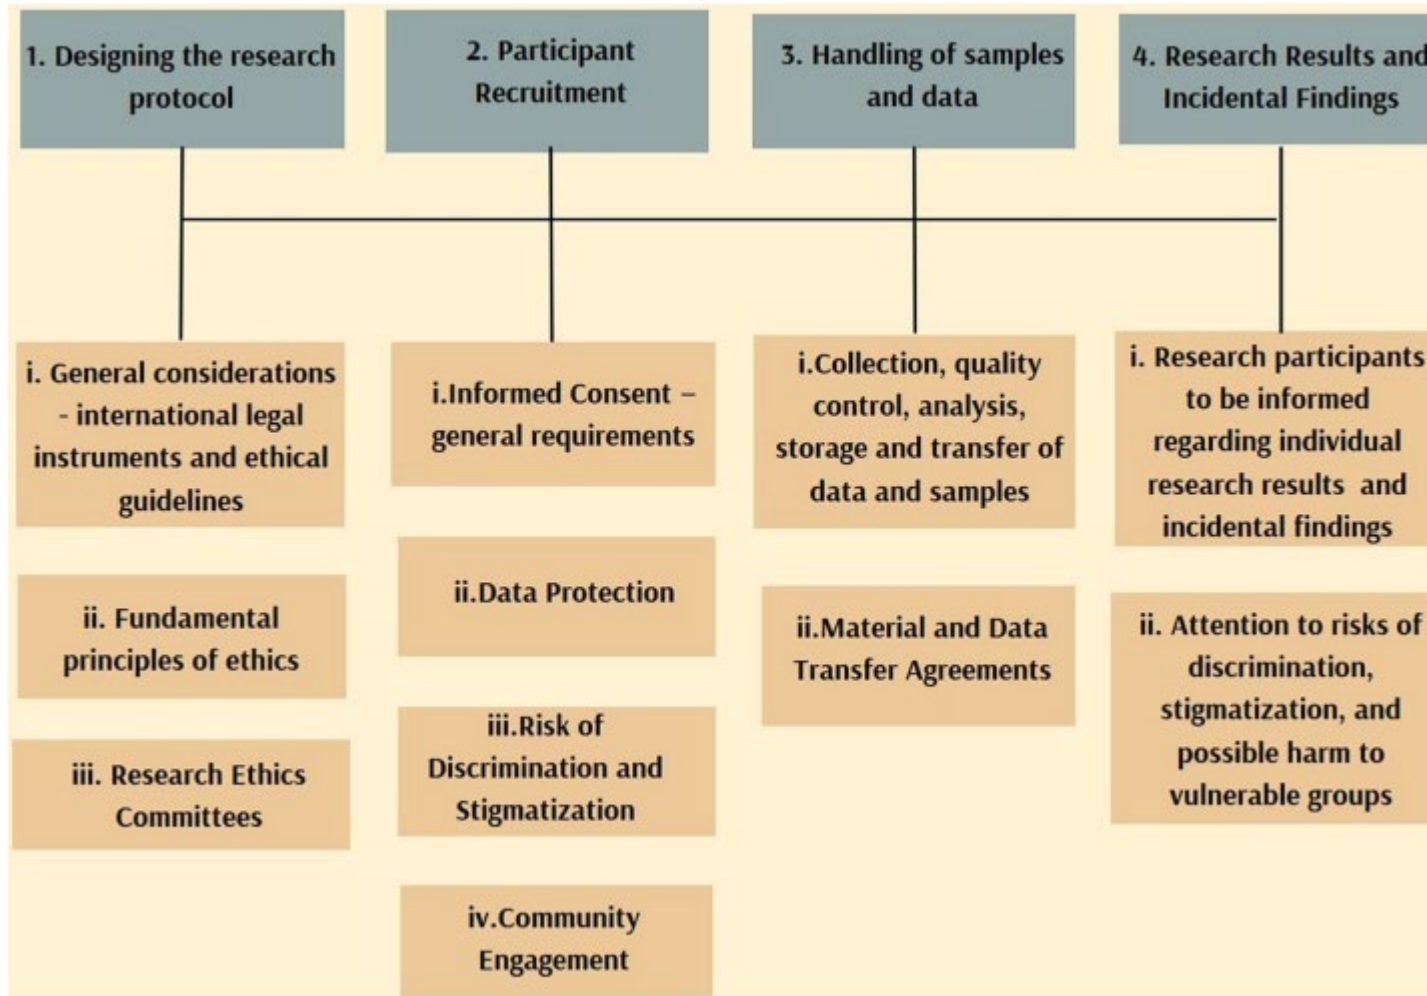 1. Designing the research
protocol
2. Participant
Recruitment
3. Handling of samples
and data
4. Research Results and
Incidental Findings
i. General considerations
- international legal
instruments and ethical
guidelines
ii. Fundamental
principles of ethics
iii. Research Ethics
Committees
i.Informed Consent –
general requirements
ii.Data Protection
iii.Risk of
Discrimination and
Stigmatization
iv.Community
Engagement
i.Collection, quality
control, analysis,
storage and transfer of
data and samples
ii.Material and Data
Transfer Agreements
i. Research participants
to be informed
regarding individual
research results and
incidental findings
ii. Attention to risks of
discrimination,
stigmatization, and
possible harm to
vulnerable groups